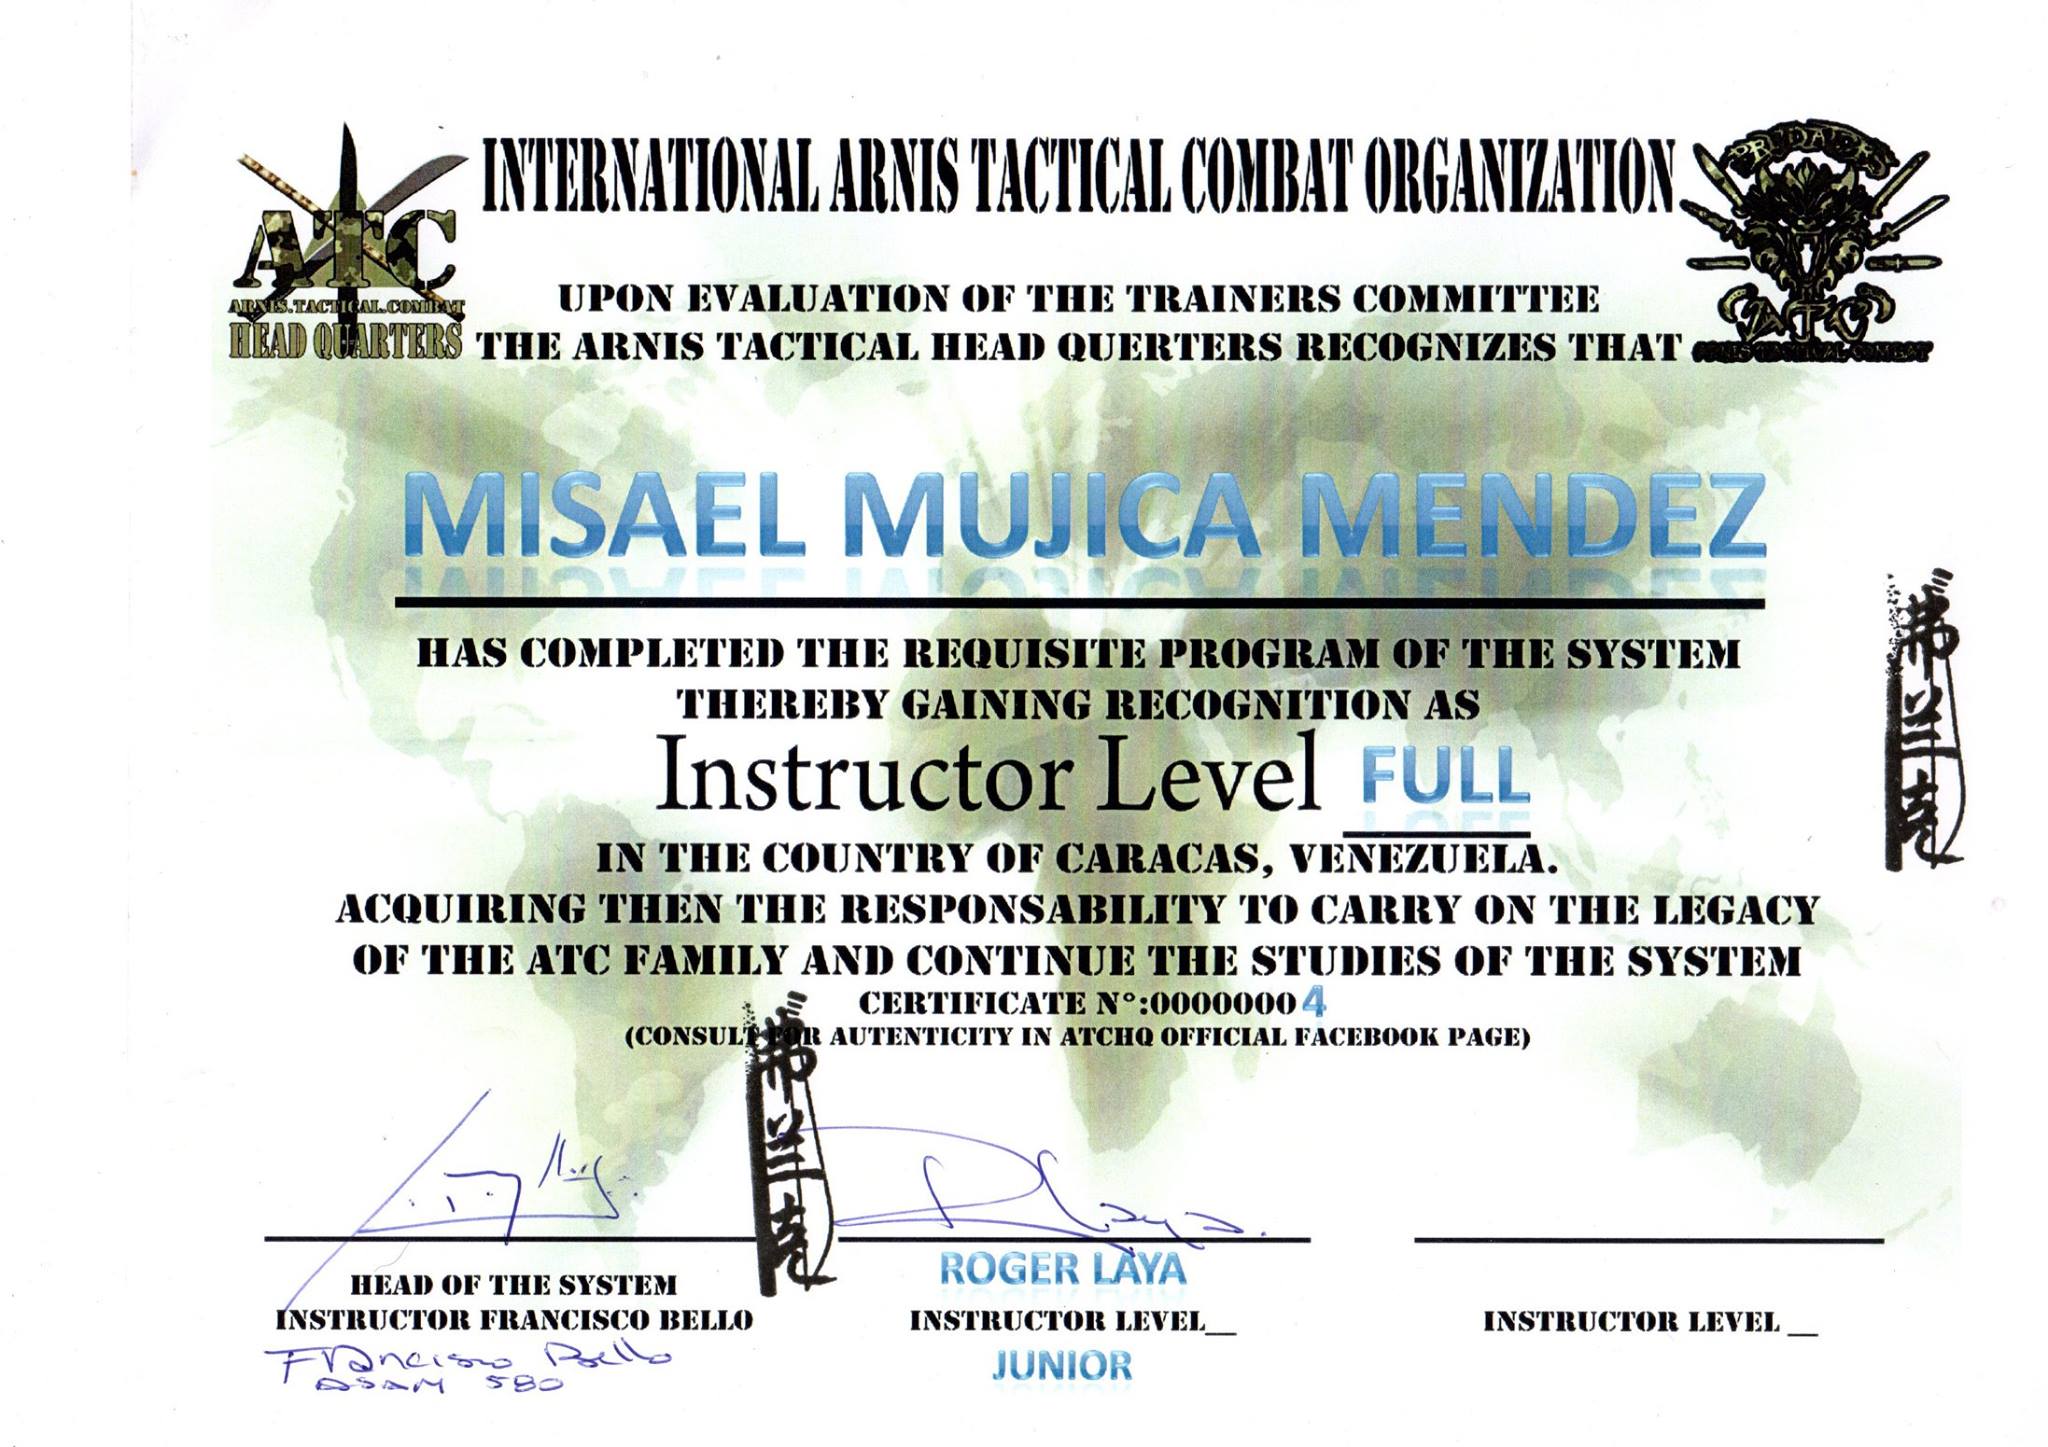 INTERNATIONAL ARNIS TACTICAL COMBAT ORGANIZATION
ATC
ARNIS.TACTICAL.COMBAT
HEAD QUARTERS
ATC
ARNIS TACTICAL COMBAT
UPON EVALUATION OF THE TRAINERS COMMITTEE
THE ARNIS TACTICAL HEAD QUERTERS RECOGNIZES THAT
MISAEL MUJICA MENDEZ
HAS COMPLETED THE REQUISITE PROGRAM OF THE SYSTEM
THEREBY GAINING RECOGNITION AS
Instructor Level FULL
IN THE COUNTRY OF CARACAS, VENEZUELA.
ACQUIRING THEN THE RESPONSABILITY TO CARRY ON THE LEGACY
OF THE ATC FAMILY AND CONTINUE THE STUDIES OF THE SYSTEM
CERTIFICATE N°:0000000 4
(CONSULT FOR AUTENTICITY IN ATCHQ OFFICIAL FACEBOOK PAGE)
HEAD OF THE SYSTEM
INSTRUCTOR FRANCISCO BELLO
Francisco Bello
ASAM 580
ROGER LAYA
INSTRUCTOR LEVEL__
JUNIOR
INSTRUCTOR LEVEL __